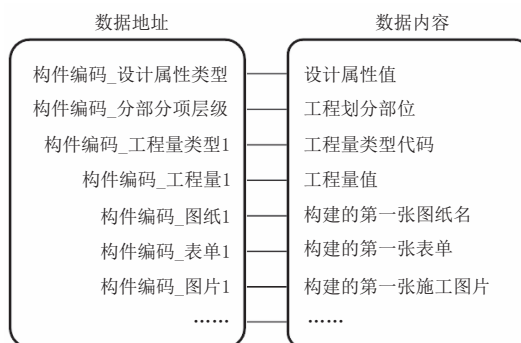 数据地址 数据内容
构件编码_设计属性类型 设计属性值
构件编码_分部分项层级 工程划分部位
构件编码_工程量类型1 工程量类型代码
构件编码_工程量1 工程量值
构件编码_图纸1 构建的第一张图纸名
构件编码_表单1 构建的第一张表单
构件编码_图片1 构建的第一张施工图片
…… ……